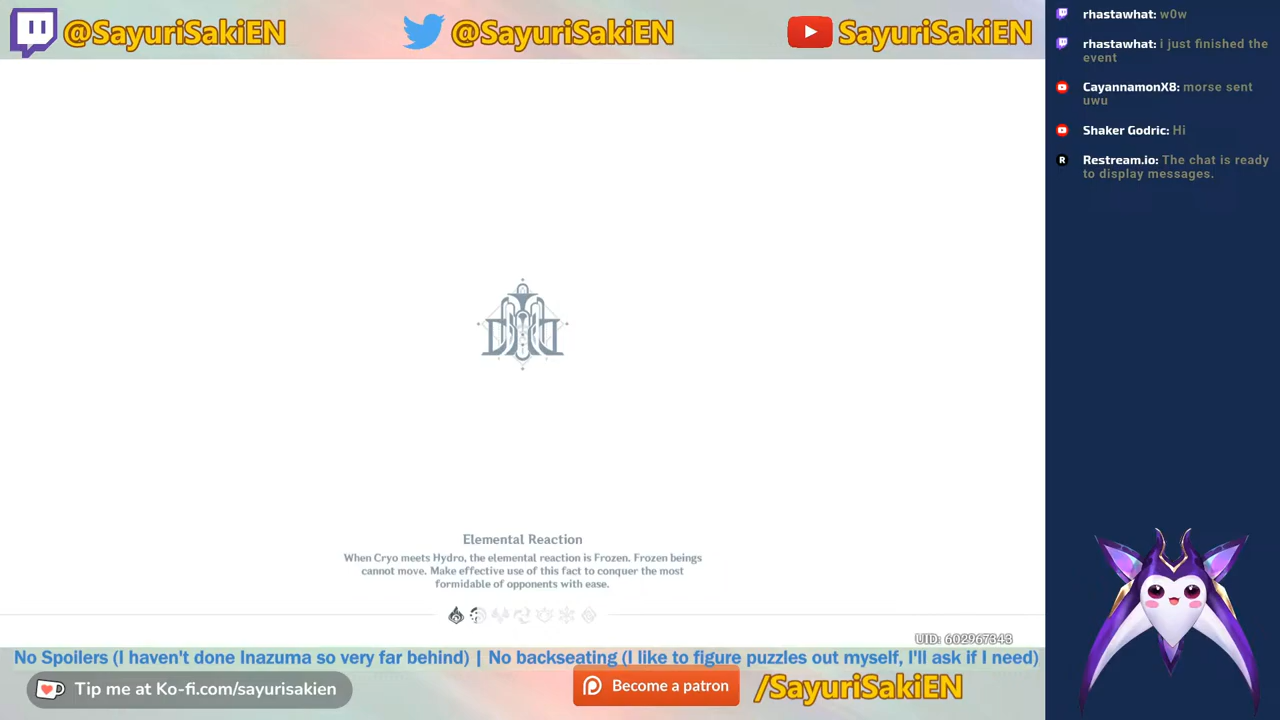 @SayuriSakiEN
@SayuriSakiEN
SayuriSakiEN
rhastawhat: w0w
rhastawhat: i just finished the
event
CayannamonX8: morse sent
uwu
Shaker Godric: Hi
R
Restream.io: The chat is ready
to display messages.
Elemental Reaction
When Cryo meets Hydro, the elemental reaction is Frozen. Frozen beings
cannot move. Make effective use of this fact to conquer the most
formidable of opponents with ease.
UID: 602967343
No Spoilers (I haven't done Inazuma so very far behind) | No backseating (I like to figure puzzles out myself, I'll ask if I need)
Tip me at Ko-fi.com/sayurisakien
Become a patron
/SayuriSakiEN